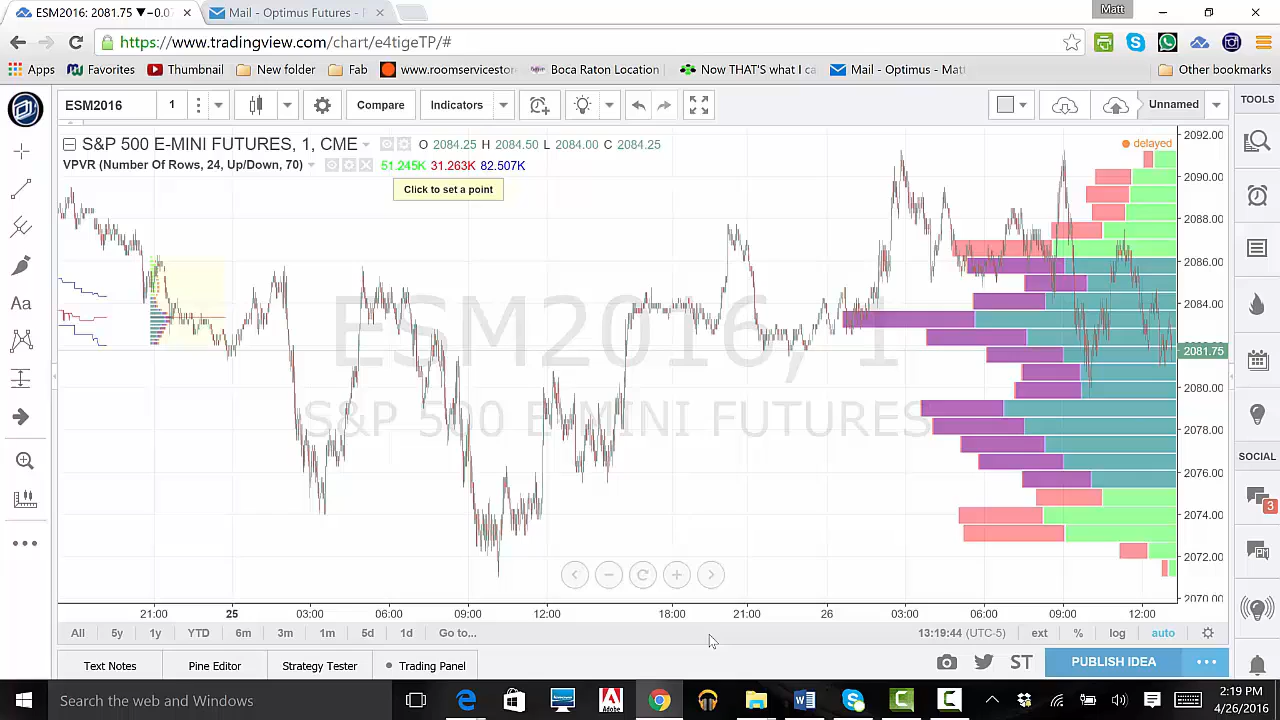 ESM2016: 2081.75 ▼−0.0
Mail - Optimus Futures -
Matt
https://www.tradingview.com/chart/e4tigeTP/#
Apps
Favorites
Thumbnail
New folder
Fab
www.roomservicesto
Boca Raton Location
Now THAT'S what I ca
Mail - Optimus - Mat
Other bookmarks
ESM2016
1
Compare
Indicators
Unnamed
TOOLS
S&P 500 E-MINI FUTURES, 1, CME
O 2084.25 H 2084.50 L 2084.00 C 2084.25
delayed
VPVR (Number Of Rows, 24, Up/Down, 70)
51.245K 31.263K 82.507K
Click to set a point
Aa
ESM2016, 1
S&P 500 E-MINI FUTURES
2092.00
2090.00
2088.00
2086.00
2084.00
2081.75
2080.00
2078.00
2076.00
2074.00
2072.00
2070.00
SOCIAL
3
21:00 25 03:00 06:00 09:00 12:00 18:00 21:00 26 03:00 06:00 09:00 12:00
All 5y 1y YTD 6m 3m 1m 5d 1d Go to...
13:19:44 (UTC-5) ext % log auto
Text Notes
Pine Editor
Strategy Tester
Trading Panel
ST
PUBLISH IDEA
Search the web and Windows
2:19 PM
4/26/2016